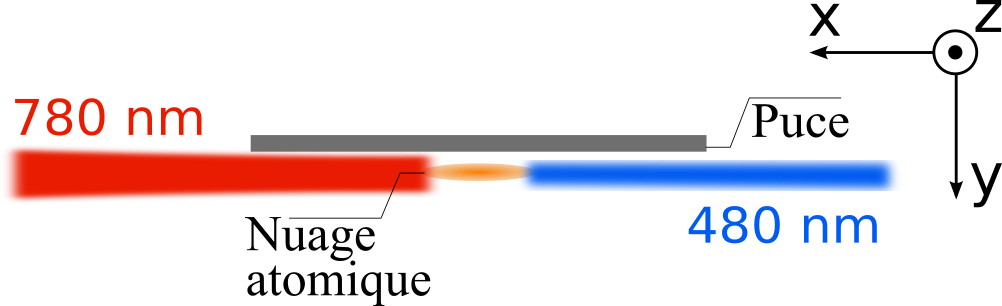 x
z
780 nm
Puce
y
Nuage
atomique
480 nm